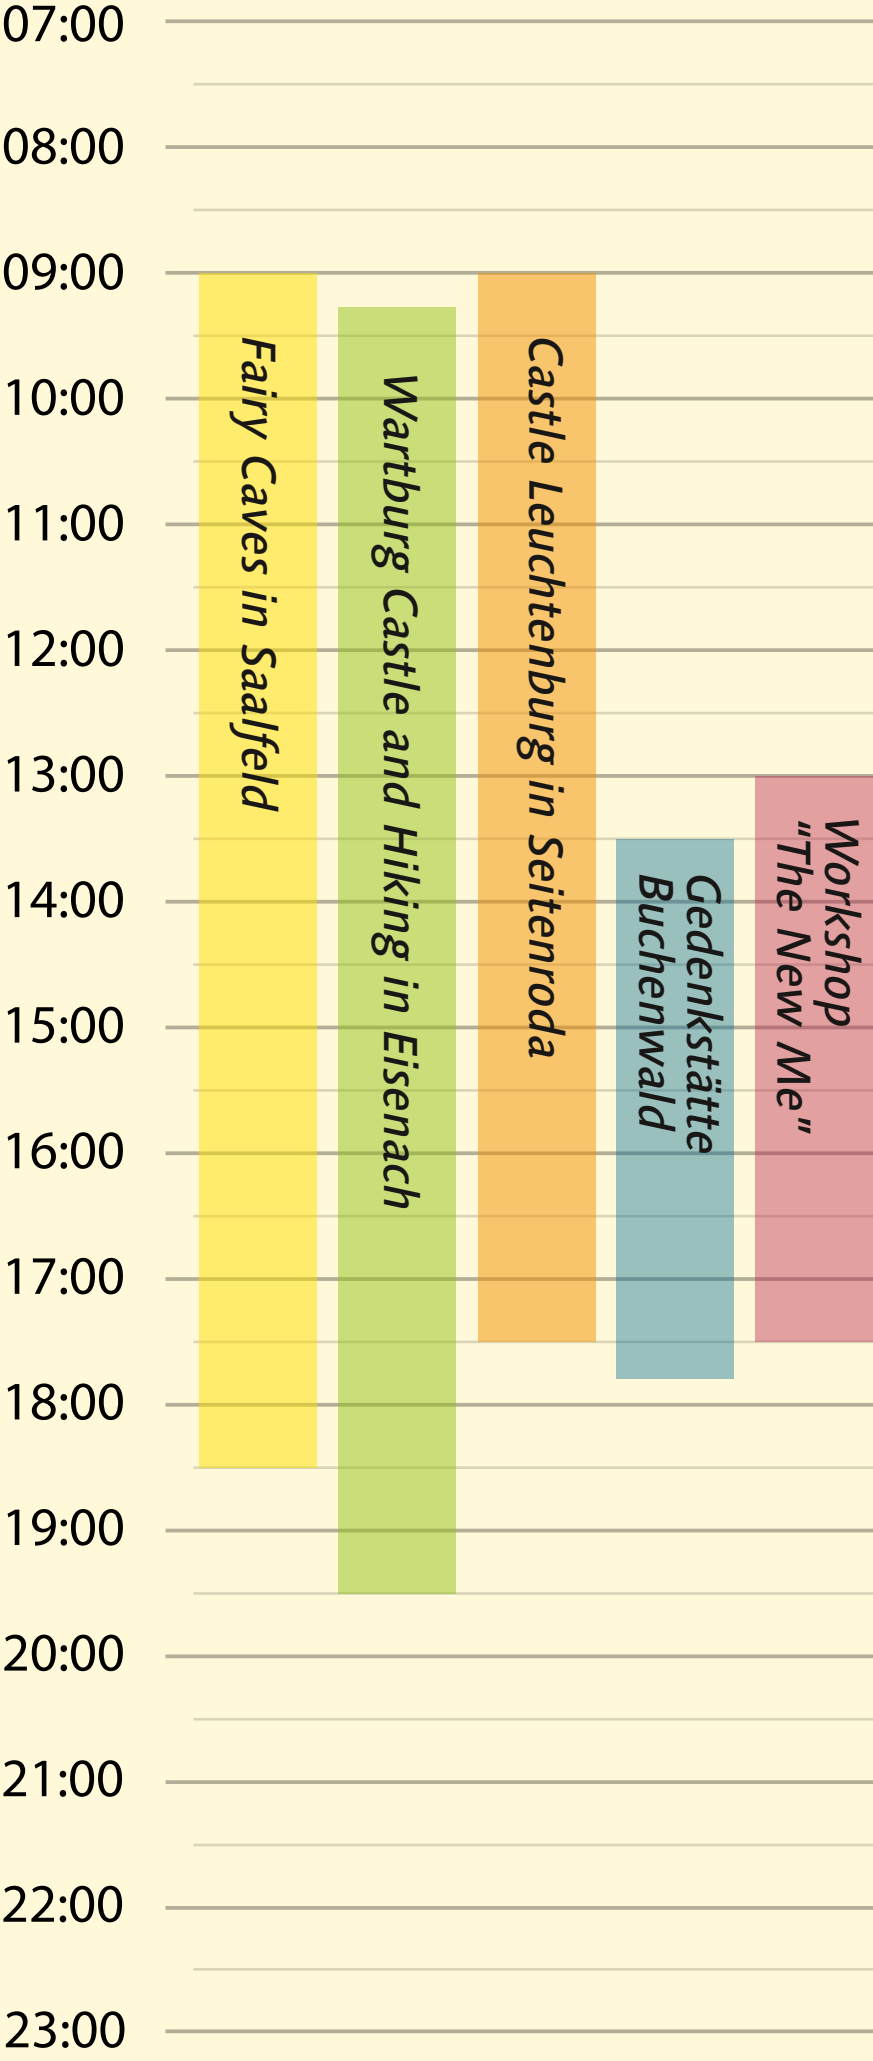 07:00
08:00
09:00
10:00
11:00
12:00
13:00
14:00
15:00
16:00
17:00
18:00
19:00
20:00
21:00
22:00
23:00
Fairy Caves in Saalfeld
Wartburg Castle and Hiking in Eisenach
Castle Leuchtenburg in Seitenroda
Gedenkstätte
Buchenwald
Workshop
“The New Me”